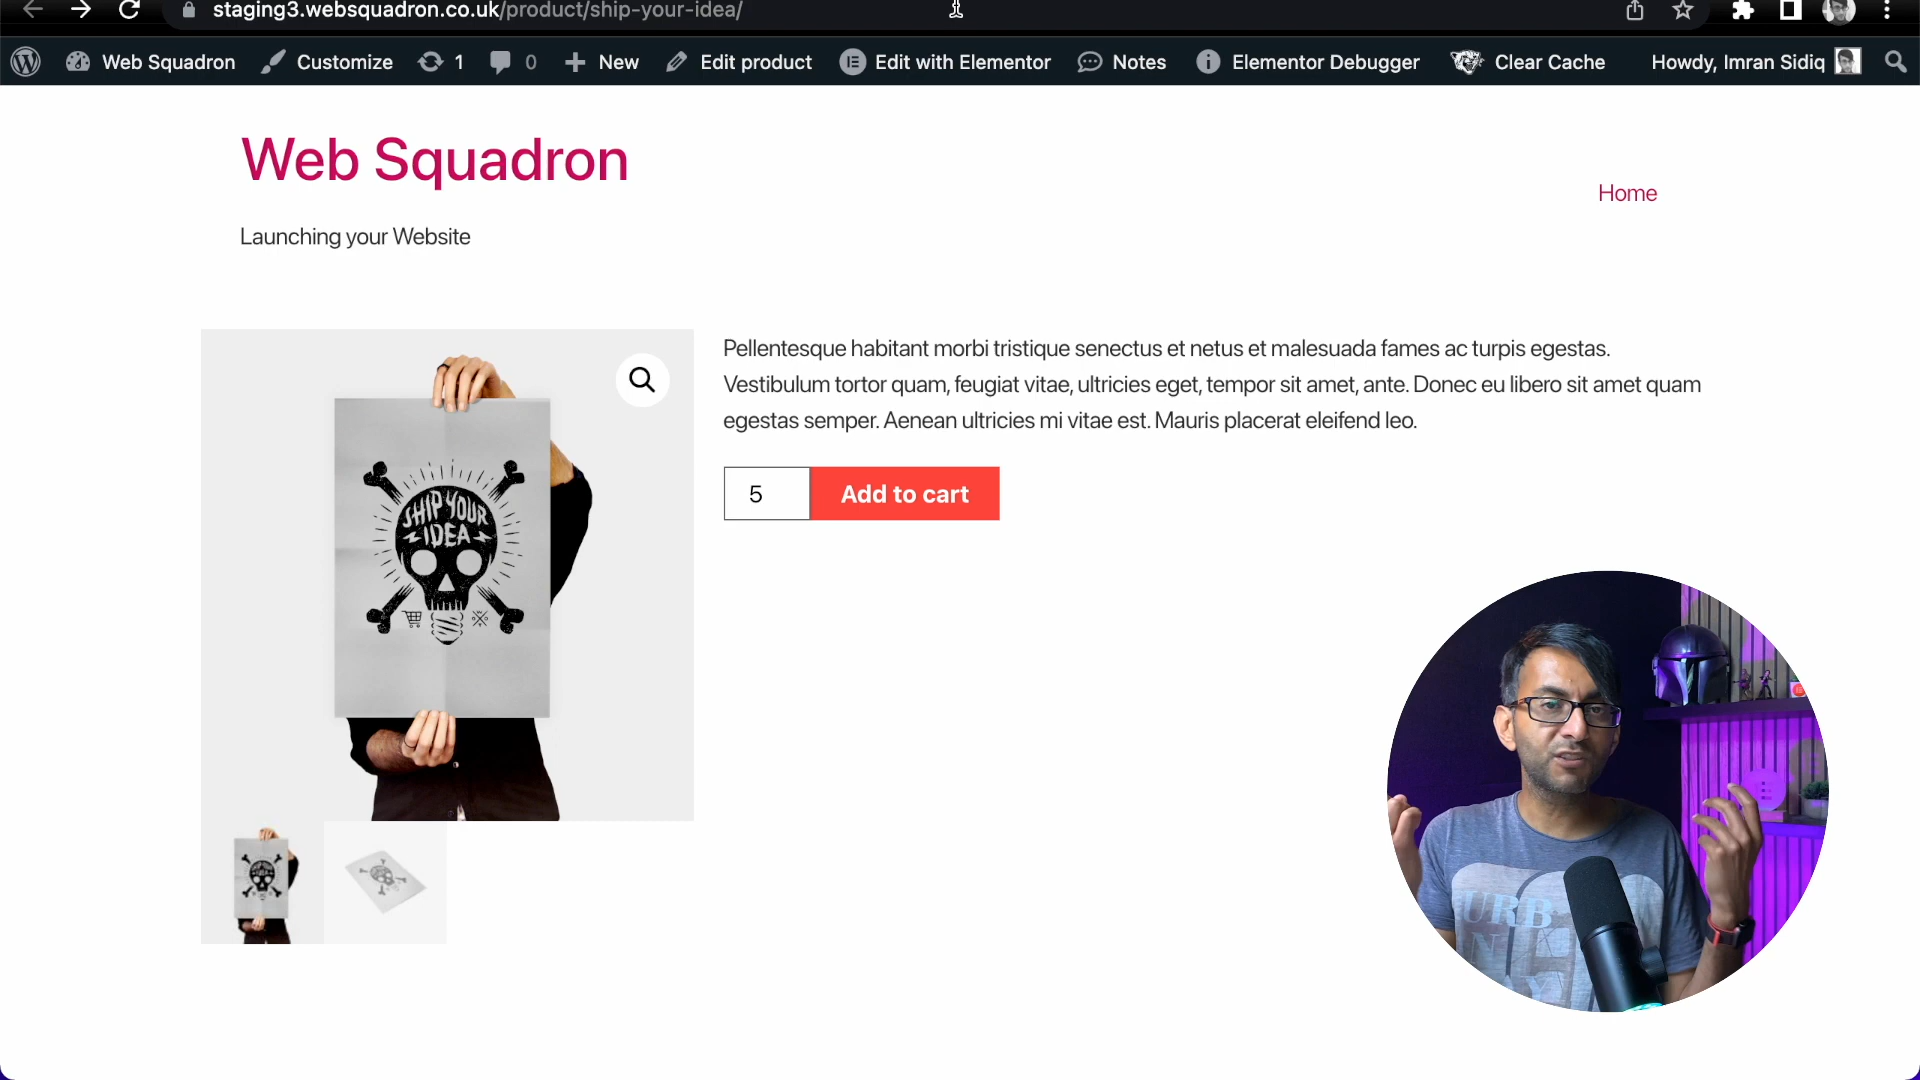 staging3.websquadron.co.uk/product/ship-your-idea/
Web Squadron Customize 1 0 New Edit product Edit with Elementor Notes Elementor Debugger Clear Cache Howdy, Imran Sidiq
Web Squadron
Home
Launching your Website
Pellentesque habitant morbi tristique senectus et netus et malesuada fames ac turpis egestas.
Vestibulum tortor quam, feugiat vitae, ultricies eget, tempor sit amet, ante. Donec eu libero sit amet quam
egestas semper. Aenean ultricies mi vitae est. Mauris placerat eleifend leo.
5 Add to cart
SHIP YOUR
IDEA
URB